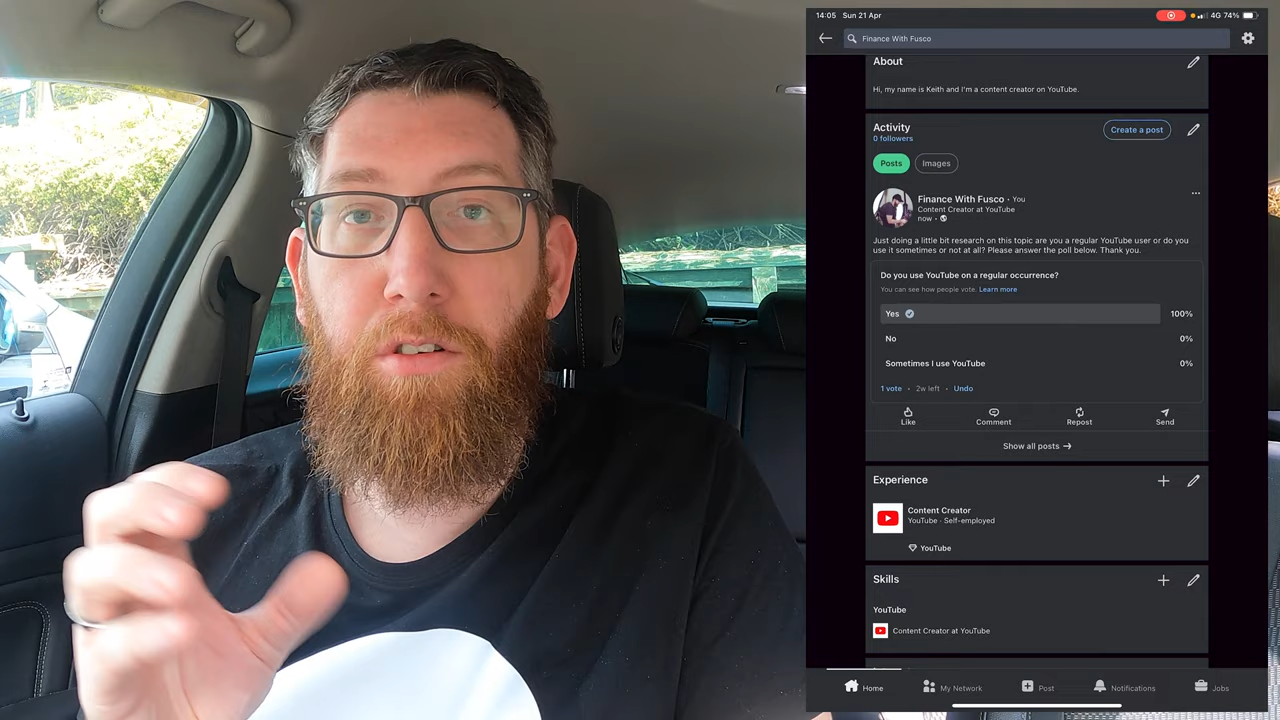 14:05 Sun 21 Apr
4G 74%
Finance With Fusco
About
Hi, my name is Keith and I'm a content creator on YouTube.
Activity
0 followers
Create a post
Posts
Images
Finance With Fusco • You
Content Creator at YouTube
now •
Just doing a little bit research on this topic are you a regular YouTube user or do you
use it sometimes or not at all? Please answer the poll below. Thank you.
Do you use YouTube on a regular occurrence?
You can see how people vote. Learn more
Yes 100%
No 0%
Sometimes I use YouTube 0%
1 vote • 2w left • Undo
Like Comment Repost Send
Show all posts →
Experience
Content Creator
YouTube · Self-employed
YouTube
Skills
YouTube
Content Creator at YouTube
Home My Network Post Notifications Jobs